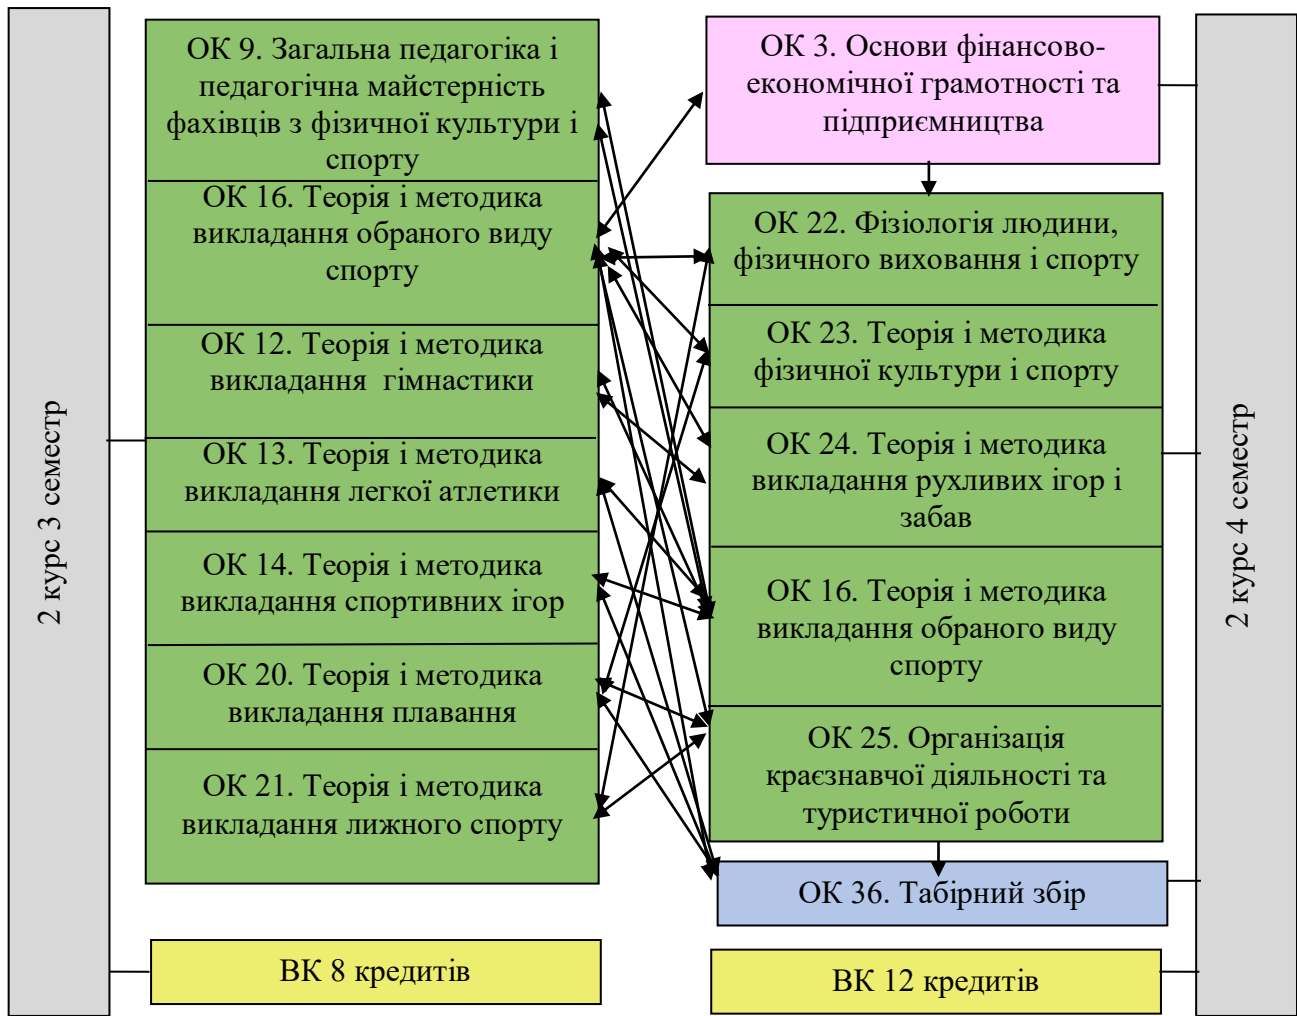 2 курс 3 семестр
ОК 9. Загальна педагогіка і
педагогічна майстерність
фахівців з фізичної культури і
спорту
ОК 16. Теорія і методика
викладання обраного виду
спорту
ОК 12. Теорія і методика
викладання гімнастики
ОК 13. Теорія і методика
викладання легкої атлетики
ОК 14. Теорія і методика
викладання спортивних ігор
ОК 20. Теорія і методика
викладання плавання
ОК 21. Теорія і методика
викладання лижного спорту
ВК 8 кредитів
ОК 3. Основи фінансово-
економічної грамотності та
підприємництва
ОК 22. Фізіологія людини,
фізичного виховання і спорту
ОК 23. Теорія і методика
фізичної культури і спорту
ОК 24. Теорія і методика
викладання рухливих ігор і
забав
ОК 16. Теорія і методика
викладання обраного виду
спорту
ОК 25. Організація
краєзнавчої діяльності та
туристичної роботи
ОК 36. Табірний збір
ВК 12 кредитів
2 курс 4 семестр